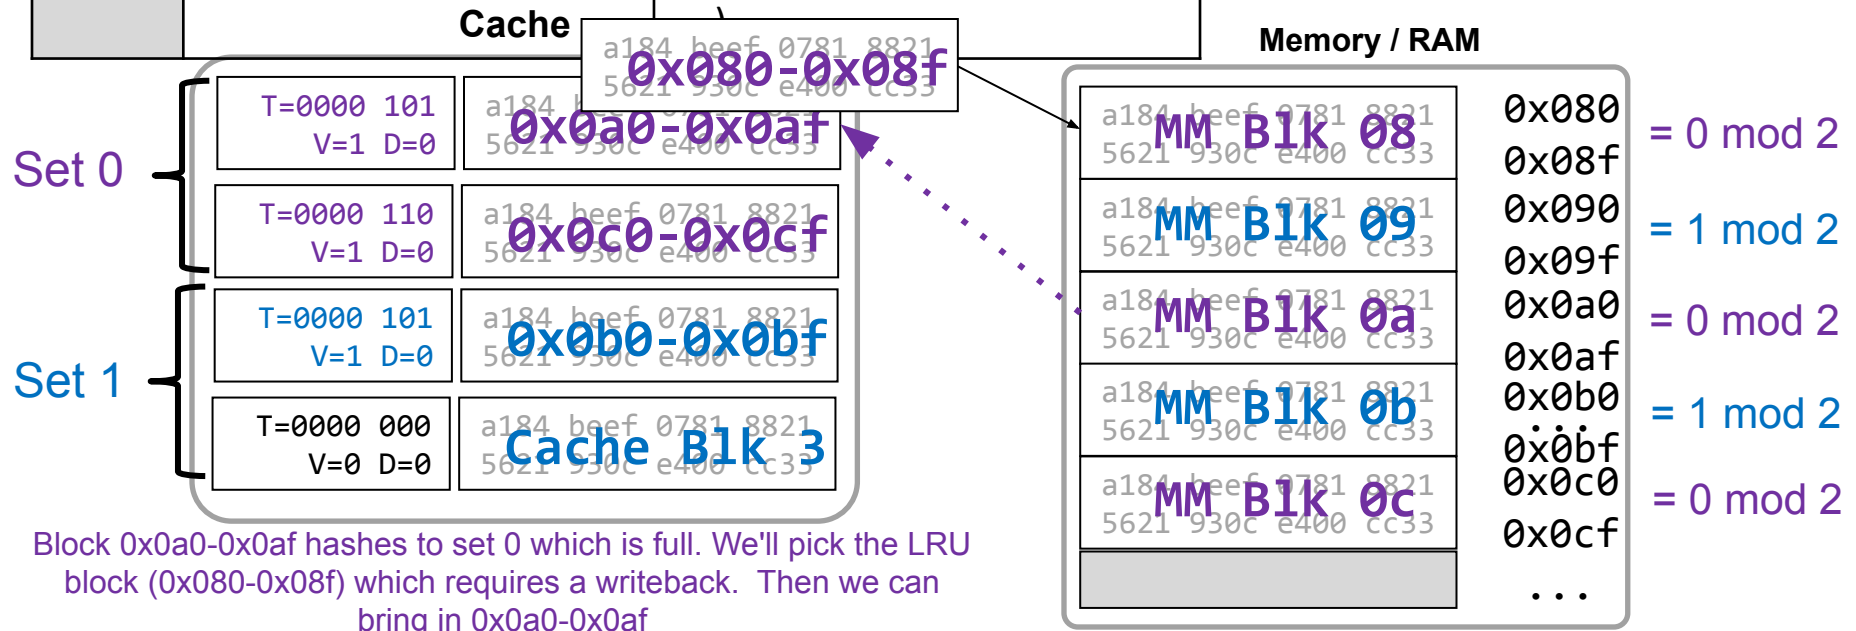 Cache
)
Memory / RAM
a184 beef 0781 8821
5621 930c e400 cc33
0x080-0x08f
Set 0
T=0000 101
V=1 D=0
a184 8821
5621 930c e400 cc33
0x0a0-0x0af
T=0000 110
V=1 D=0
a184 beef 0781 8821
5621 930c e400 cc33
0x0c0-0x0cf
Set 1
T=0000 101
V=1 D=0
a184 beef 0781 8821
5621 930c e400 cc33
0x0b0-0x0bf
T=0000 000
V=0 D=0
a184 beef 0781 8821
5621 930c e400 cc33
Cache Blk 3
Block 0x0a0-0x0af hashes to set 0 which is full. We'll pick the LRU
block (0x080-0x08f) which requires a writeback. Then we can
bring in 0x0a0-0x0af
a184 beef 0781 8821
5621 930c e400 cc33
MM Blk 08
0x080
0x08f
= 0 mod 2
a184 beef 0781 8821
5621 930c e400 cc33
MM Blk 09
0x090
0x09f
= 1 mod 2
a184 beef 0781 8821
5621 930c e400 cc33
MM Blk 0a
0x0a0
0x0af
= 0 mod 2
a184 beef 0781 8821
5621 930c e400 cc33
MM Blk 0b
0x0b0
...
0x0bf
= 1 mod 2
a184 beef 0781 8821
5621 930c e400 cc33
MM Blk 0c
0x0c0
0x0cf
= 0 mod 2
...